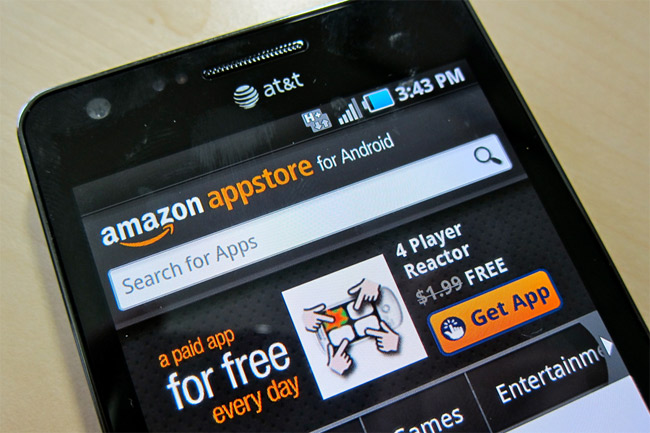 at&t
H+
3:43 PM
amazon appstore for Android
Search for Apps
4 Player
Reactor
$1.99 FREE
Get App
a paid app
for free
every day
Games
Entertainm